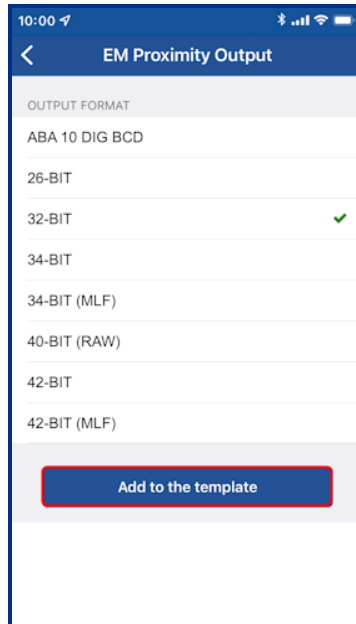 10:00
EM Proximity Output
OUTPUT FORMAT
ABA 10 DIG BCD
26-BIT
32-BIT
34-BIT
34-BIT (MLF)
40-BIT (RAW)
42-BIT
42-BIT (MLF)
Add to the template